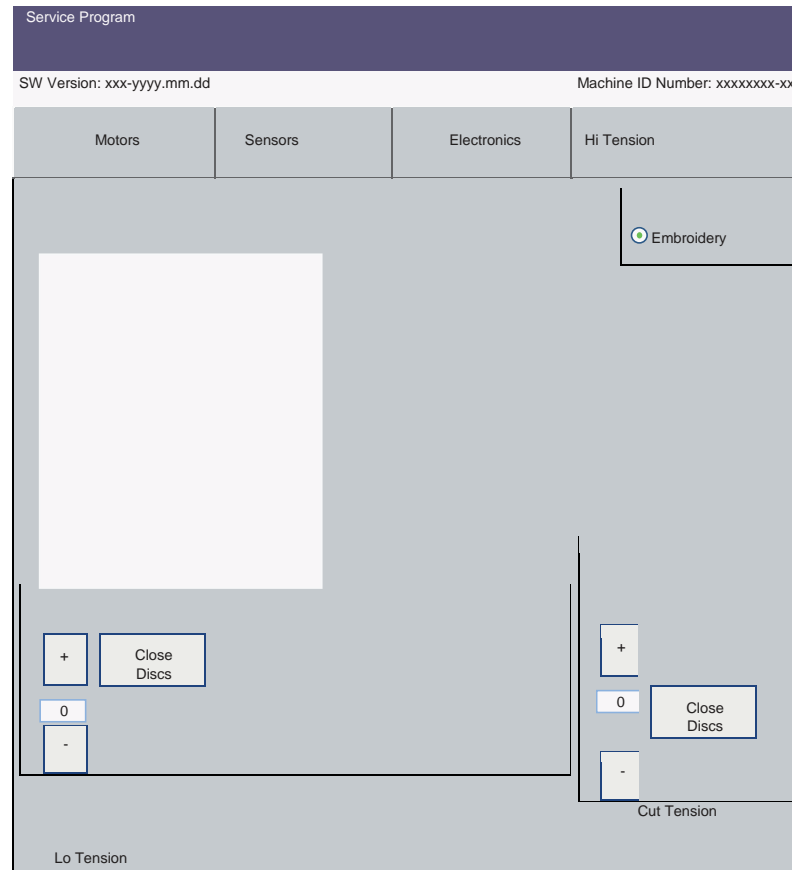 Service Program
SW Version: xxx-yyyy.mm.dd
Machine ID Number: xxxxxxxx-xx
Motors
Sensors
Electronics
Hi Tension
Embroidery
+
Close
Discs
0
-
+
0
Close
Discs
-
Cut Tension
Lo Tension